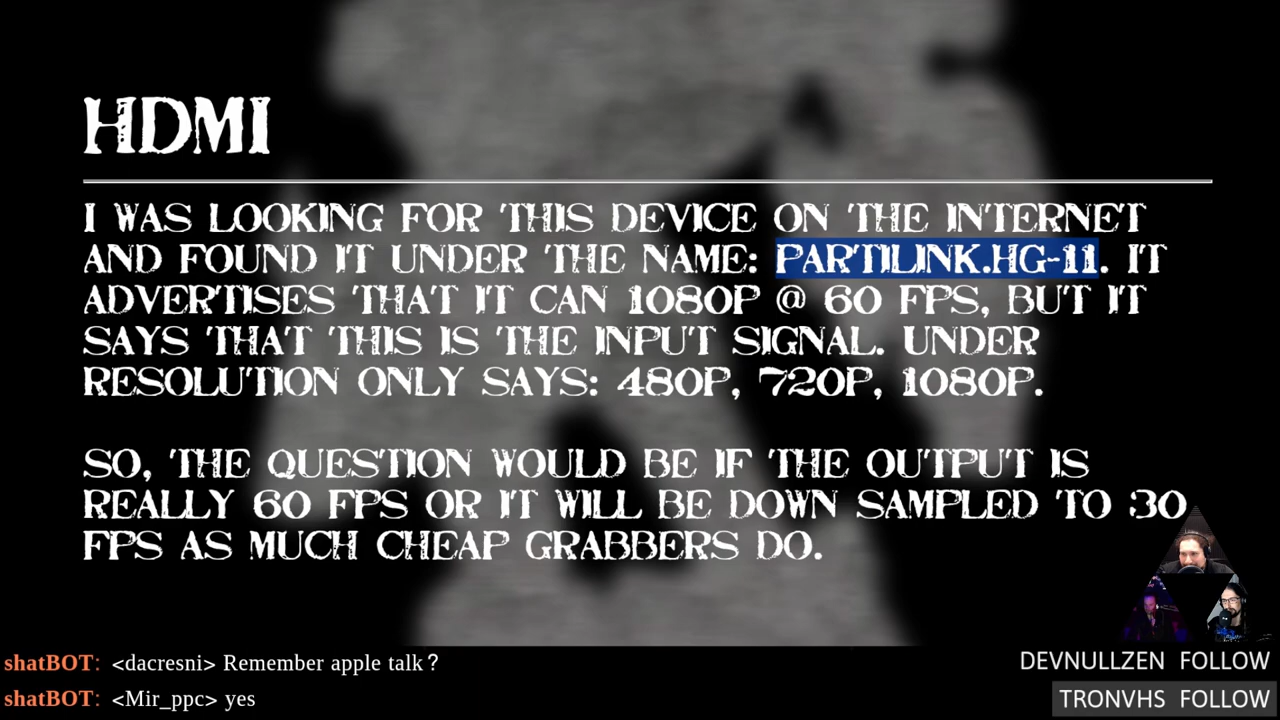 HDMI
I WAS LOOKING FOR THIS DEVICE ON THE INTERNET
AND FOUND IT UNDER THE NAME: PARTILINK.HG-11. IT
ADVERTISES THAT IT CAN 1080P @ 60 FPS, BUT IT
SAYS THAT THIS IS THE INPUT SIGNAL. UNDER
RESOLUTION ONLY SAYS: 480P, 720P, 1080P.
SO, THE QUESTION WOULD BE IF THE OUTPUT IS
REALLY 60 FPS OR IT WILL BE DOWN SAMPLED TO 30
FPS AS MUCH CHEAP GRABBERS DO.
shatBOT: <dacresni> Remember apple talk?
shatBOT: <Mir_ppc> yes
DEVNULLZEN FOLLOW
TRONVHS FOLLOW